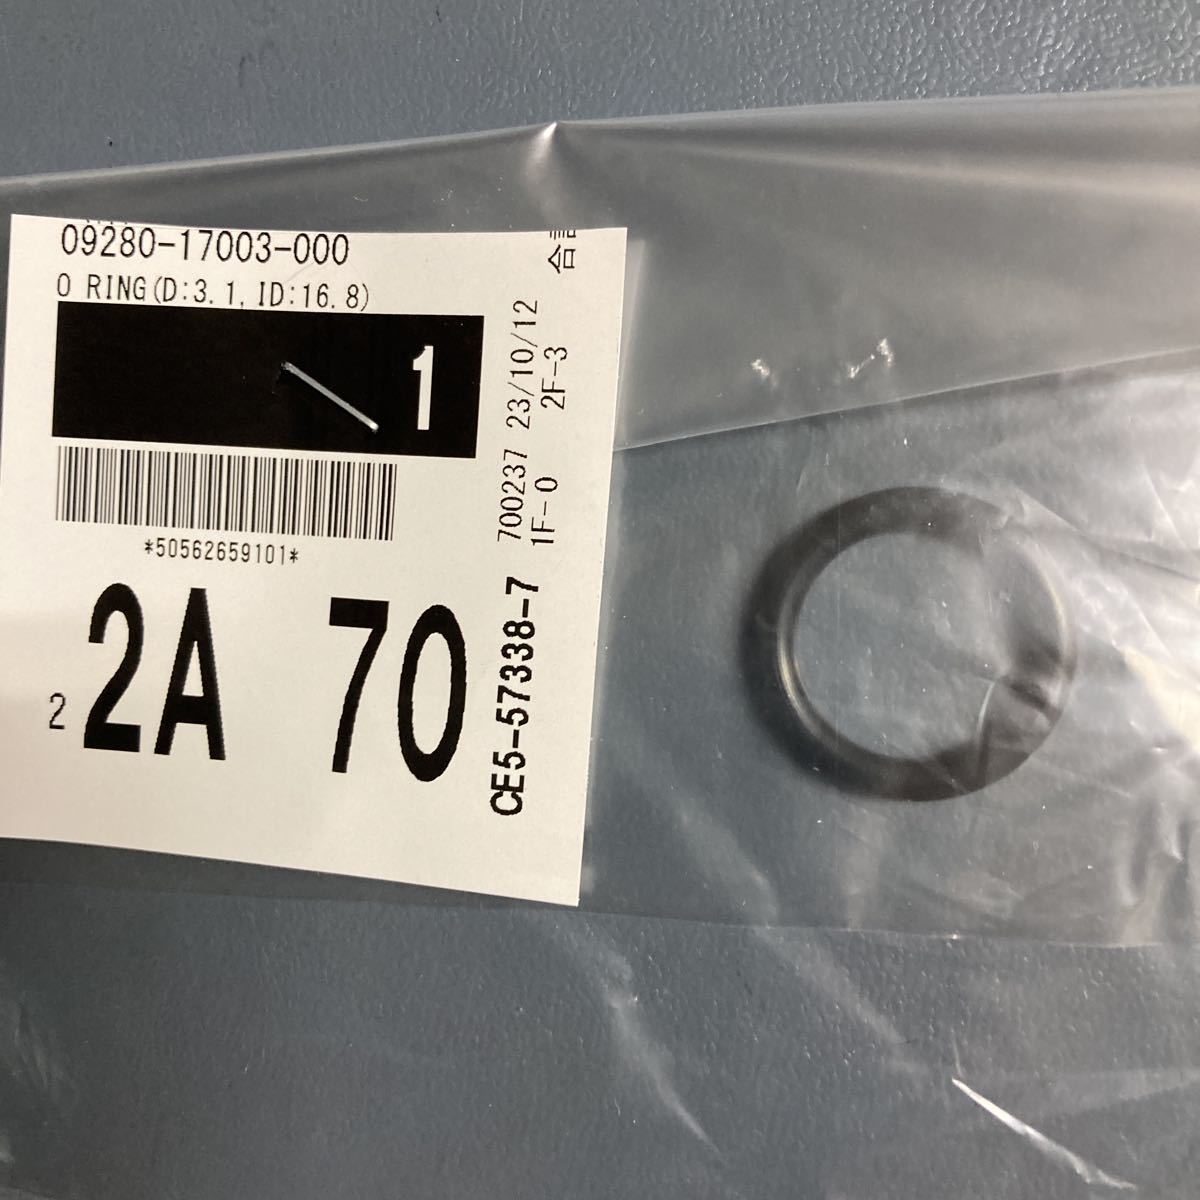 09280-17003-000
O RING(D:3.1, ID:16.8)
1
*50562659101*
2 2A 70
CE5-57338-7
700237 23/10/12
1F-0 2F-3
合